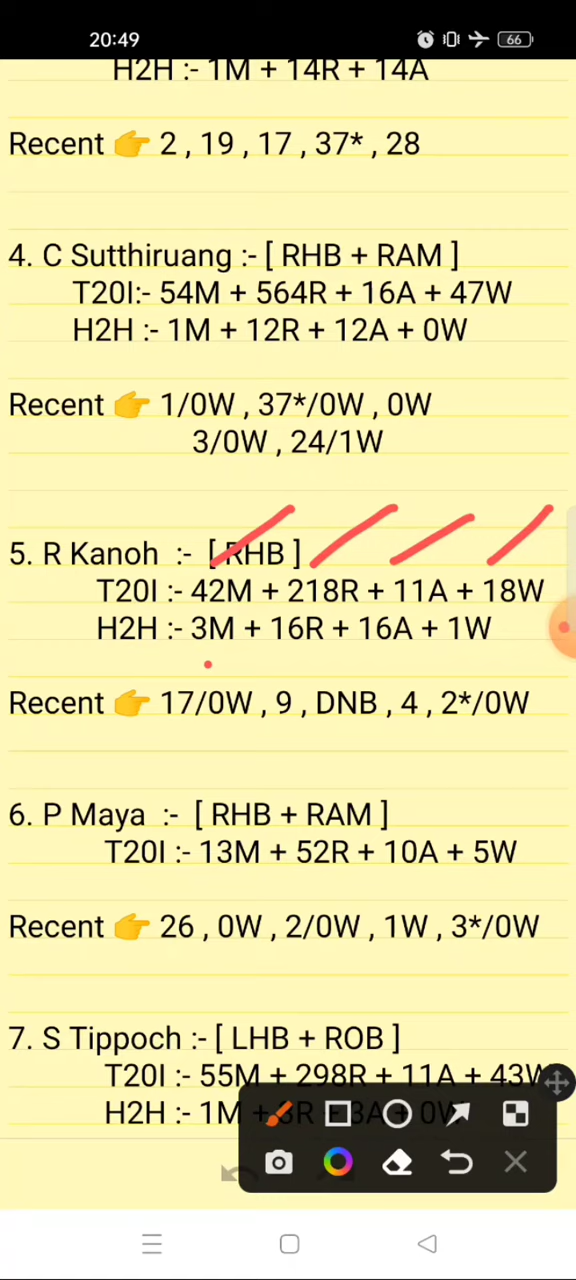 20:49
66
H2H :- 1M + 14R + 14A
Recent 👉 2 , 19 , 17 , 37* , 28
4. C Sutthiruang :- [ RHB + RAM ]
T20I:- 54M + 564R + 16A + 47W
H2H :- 1M + 12R + 12A + 0W
Recent 👉 1/0W , 37*/0W , 0W
3/0W , 24/1W
5. R Kanoh :- [ RHB ]
T20I :- 42M + 218R + 11A + 18W
H2H :- 3M + 16R + 16A + 1W
Recent 👉 17/0W , 9 , DNB , 4 , 2*/0W
6. P Maya :- [ RHB + RAM ]
T20I :- 13M + 52R + 10A + 5W
Recent 👉 26 , 0W , 2/0W , 1W , 3*/0W
7. S Tippoch :- [ LHB + ROB ]
T20I :- 55M + 298R + 11A + 43W
H2H :- 1M + 3R + 3A + 0W